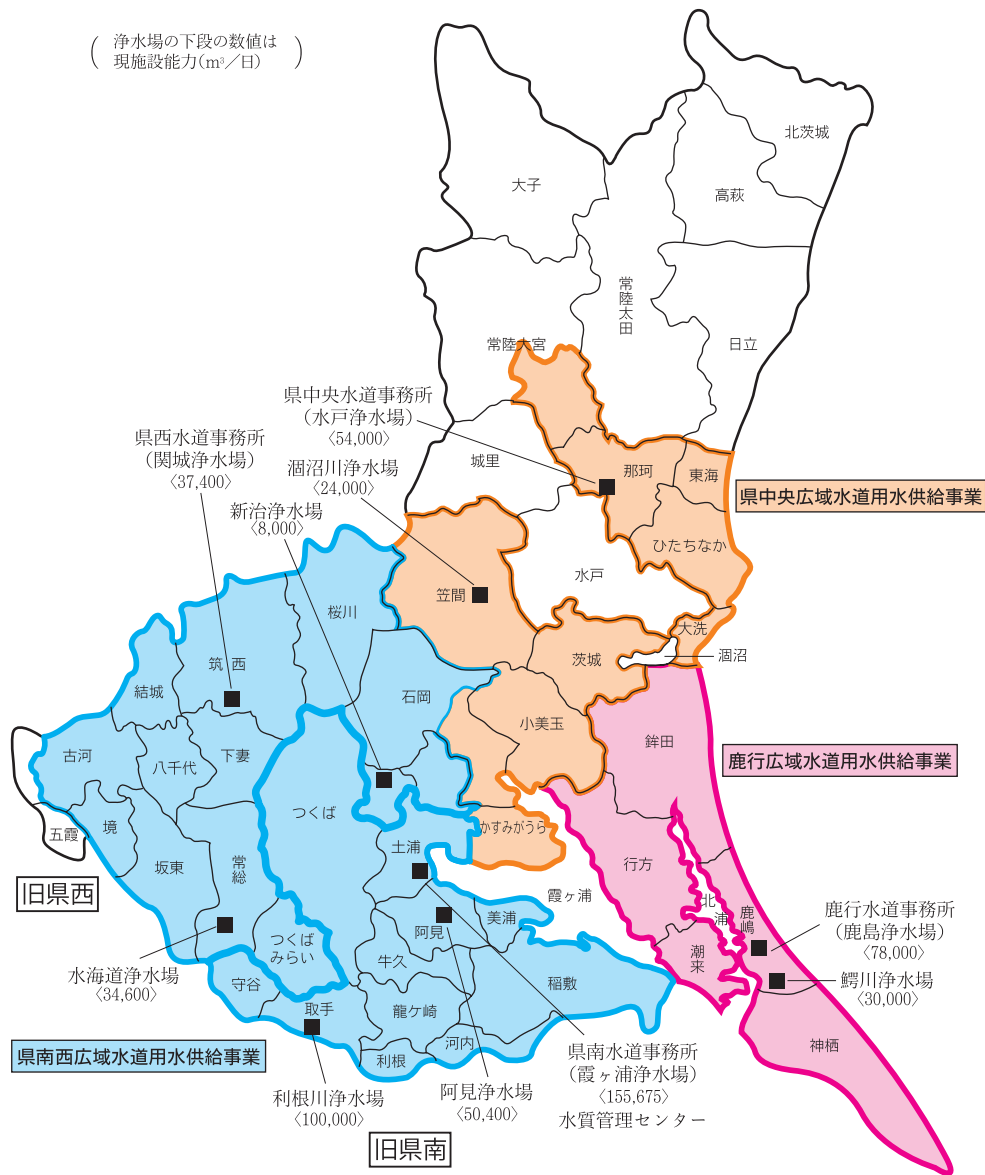 浄水場の下段の数値は
現施設能力(m³／日)
北茨城
大子
高萩
常陸太田
日立
常陸大宮
県中央水道事務所
(水戸浄水場)
〈54,000〉
県西水道事務所
(関城浄水場)
〈37,400〉
涸沼川浄水場
〈24,000〉
新治浄水場
〈8,000〉
城里
那珂
東海
県中央広域水道用水供給事業
ひたちなか
水戸
笠間
桜川
大洗
涸沼
茨城
筑西
結城
石岡
小美玉
鉾田
古河
八千代
下妻
鹿行広域水道用水供給事業
つくば
かすみがうら
五霞
境
坂東
常総
土浦
行方
旧県西
霞ヶ浦
北浦
鹿嶋
美浦
阿見
つくば
みらい
牛久
潮来
鹿行水道事務所
(鹿島浄水場)
〈78,000〉
水海道浄水場
〈34,600〉
守谷
取手
龍ケ崎
稲敷
鰐川浄水場
〈30,000〉
神栖
県南西広域水道用水供給事業
利根
河内
県南水道事務所
(霞ヶ浦浄水場)
〈155,675〉
水質管理センター
利根川浄水場
〈100,000〉
阿見浄水場
〈50,400〉
旧県南